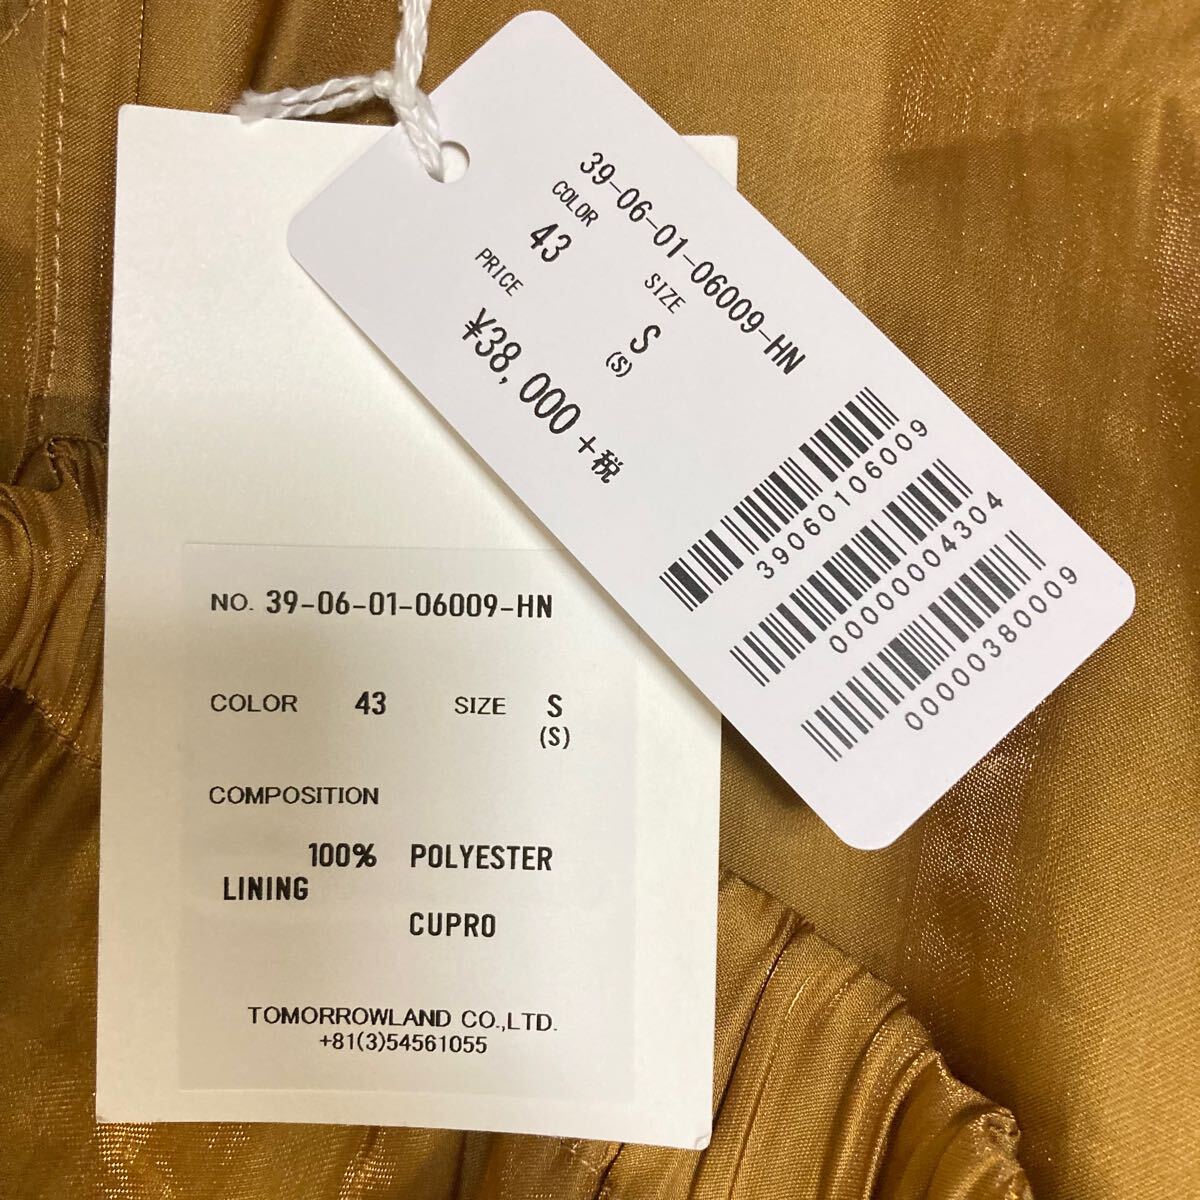 39-06-01-06009-HN
COLOR SIZE
43 S
(S)
PRICE
¥38,000+税
39060106009
00000004304
00000380009
NO. 39-06-01-06009-HN
COLOR 43 SIZE S
(S)
COMPOSITION
100% POLYESTER
LINING
CUPRO
TOMORROWLAND CO.,LTD.
+81(3)54561055